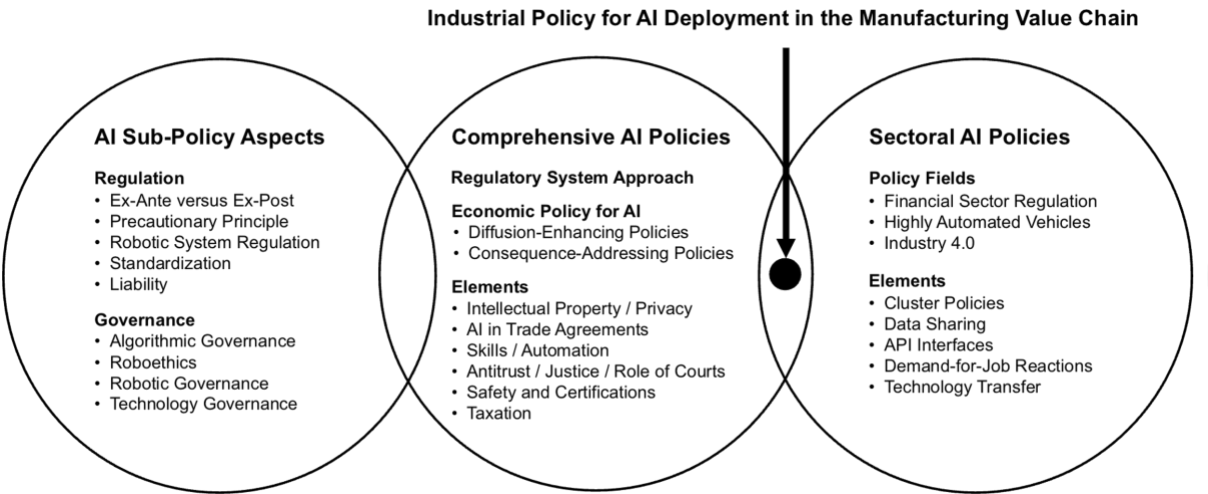 Industrial Policy for AI Deployment in the Manufacturing Value Chain
AI Sub-Policy Aspects
Regulation
• Ex-Ante versus Ex-Post
• Precautionary Principle
• Robotic System Regulation
• Standardization
• Liability
Governance
• Algorithmic Governance
• Roboethics
• Robotic Governance
• Technology Governance
Comprehensive AI Policies
Regulatory System Approach
Economic Policy for AI
• Diffusion-Enhancing Policies
• Consequence-Addressing Policies
Elements
• Intellectual Property / Privacy
• AI in Trade Agreements
• Skills / Automation
• Antitrust / Justice / Role of Courts
• Safety and Certifications
• Taxation
Sectoral AI Policies
Policy Fields
• Financial Sector Regulation
• Highly Automated Vehicles
• Industry 4.0
Elements
• Cluster Policies
• Data Sharing
• API Interfaces
• Demand-for-Job Reactions
• Technology Transfer